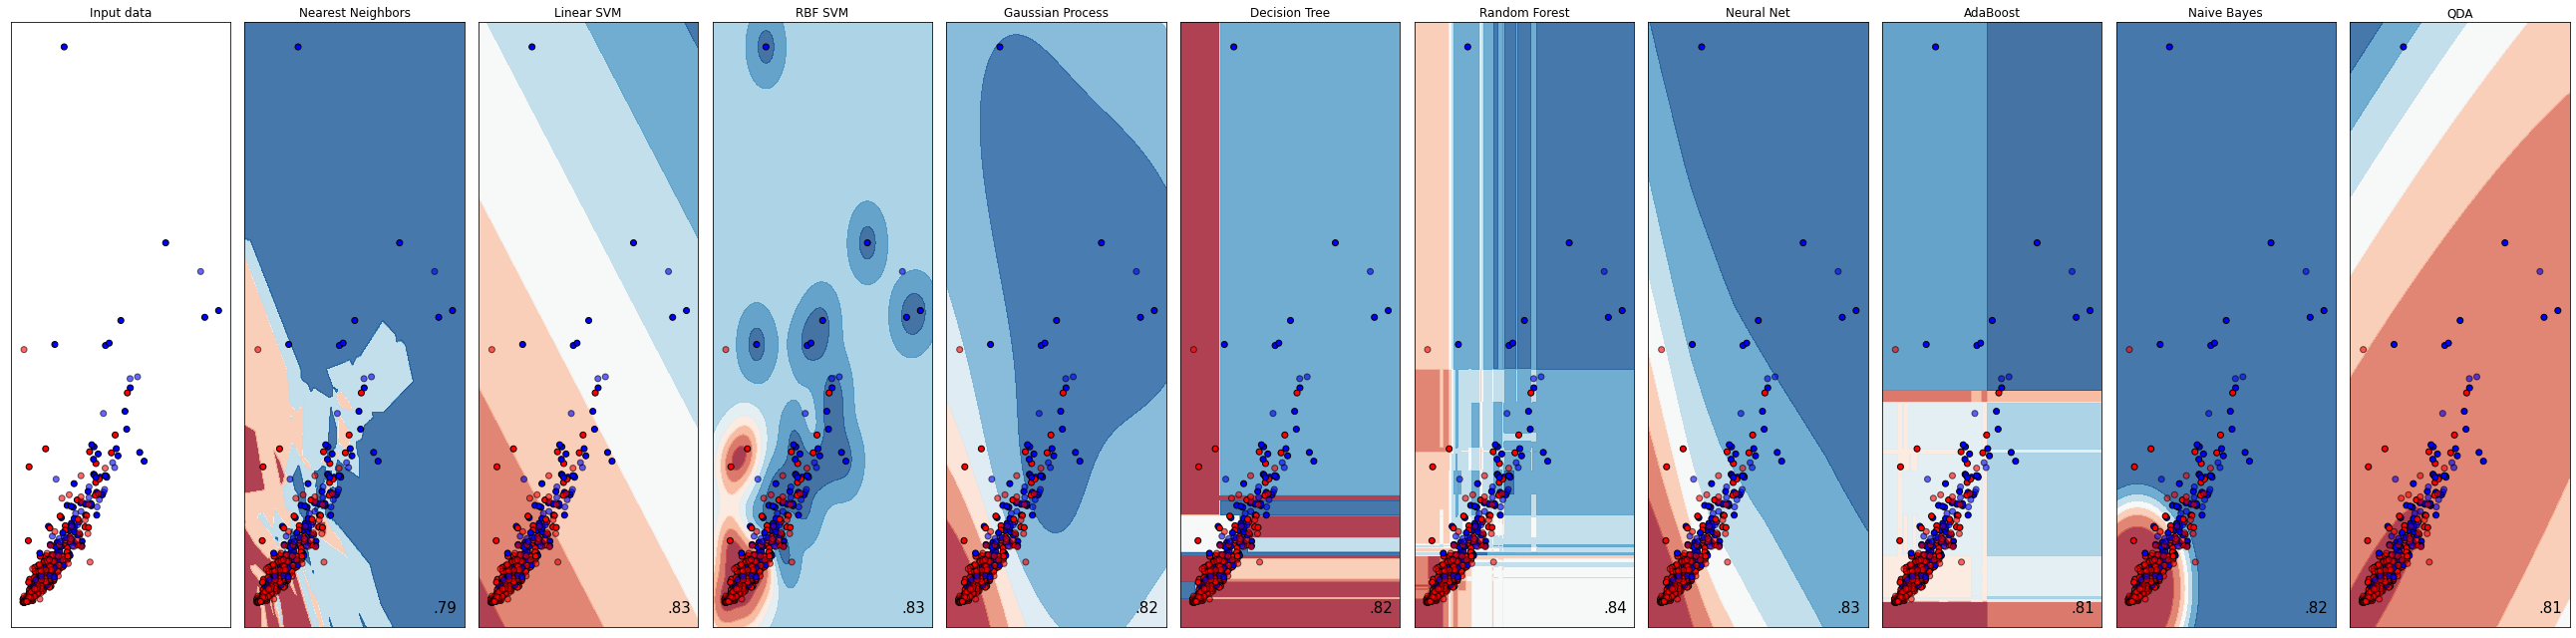 Input data
Nearest Neighbors
Linear SVM
RBF SVM
Gaussian Process
Decision Tree
Random Forest
Neural Net
AdaBoost
Naive Bayes
QDA
.79
.83
.83
.82
.82
.84
.83
.81
.82
.81